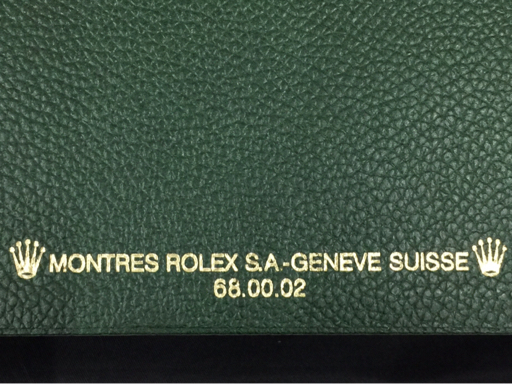 MONTRES ROLEX S.A.-GENEVE SUISSE
68.00.02